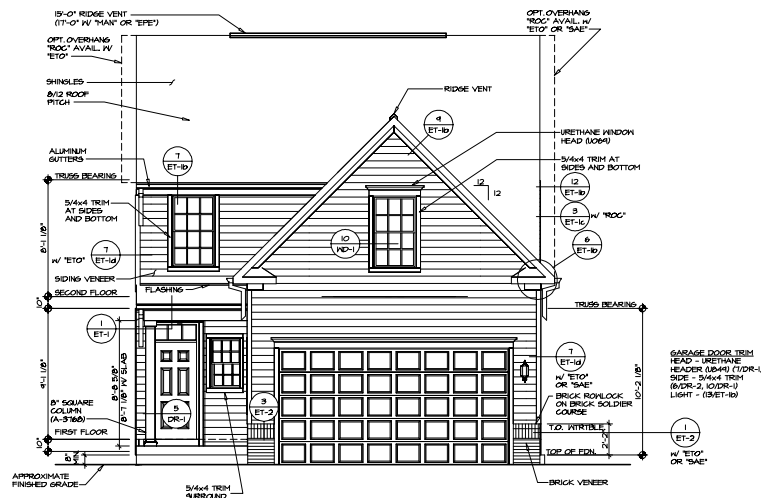 15'-0" RIDGE VENT
(17'-0" W/ "MAN" OR "EPE")
OPT. OVERHANG
"ROC" AVAIL. W/
"ETO"
OPT. OVERHANG
"ROC" AVAIL. W/
"ETO" OR "SAE"
SHINGLES
8/12 ROOF
PITCH
RIDGE VENT
9
ET-1b
URETHANE WINDOW
HEAD (U069)
ALUMINUM
GUTTERS
7
ET-1b
5/4x4 TRIM AT
SIDES AND BOTTOM
TRUSS BEARING
12
12
12
ET-1b
5/4x4 TRIM
AT SIDES
AND BOTTOM
3
ET-1c
W/ "ROC"
8'-1 1/8"
10
WD-1
6
ET-1b
W/ "ETO"
7
ET-1d
SIDING VENEER
FLASHING
SECOND FLOOR
10"
TRUSS BEARING
1
ET-1
7
ET-1d
GARAGE DOOR TRIM
HEAD - URETHANE
HEADER (U849) (7/DR-1,
SIDE - 5/4x4 TRIM
(6/DR-2, 10/DR-1)
LIGHT - (13/ET-1b)
9'-1 1/8"
8'-8 5/8"
8'-7 1/8" W/ SLAB
10'-2 1/8"
W/ "ETO"
OR "SAE"
8" SQUARE
COLUMN
(A-3768)
5
DR-1
3
ET-2
BRICK ROWLOCK
ON BRICK SOLDIER
COURSE
FIRST FLOOR
T.O. WTRTBLE
2'-2"
1
ET-2
10"
8"
MIN.
TOP OF FDN.
W/ "ETO"
OR "SAE"
APPROXIMATE
FINISHED GRADE
BRICK VENEER
5/4x4 TRIM
SURROUND